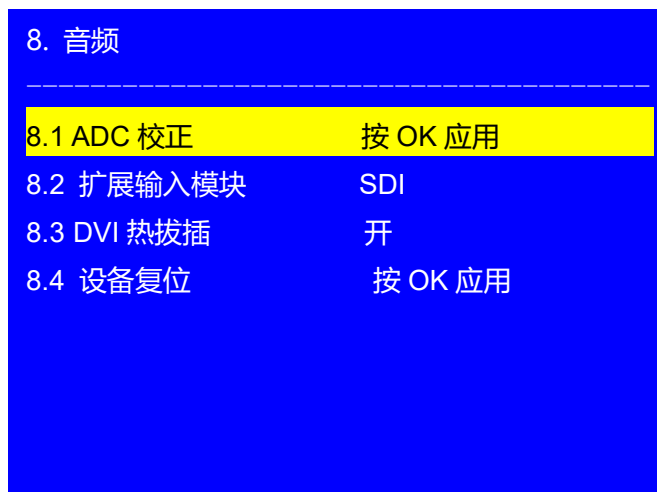 8. 音频
8.1 ADC 校正 按 OK 应用
8.2 扩展输入模块 SDI
8.3 DVI 热拔插 开
8.4 设备复位 按 OK 应用